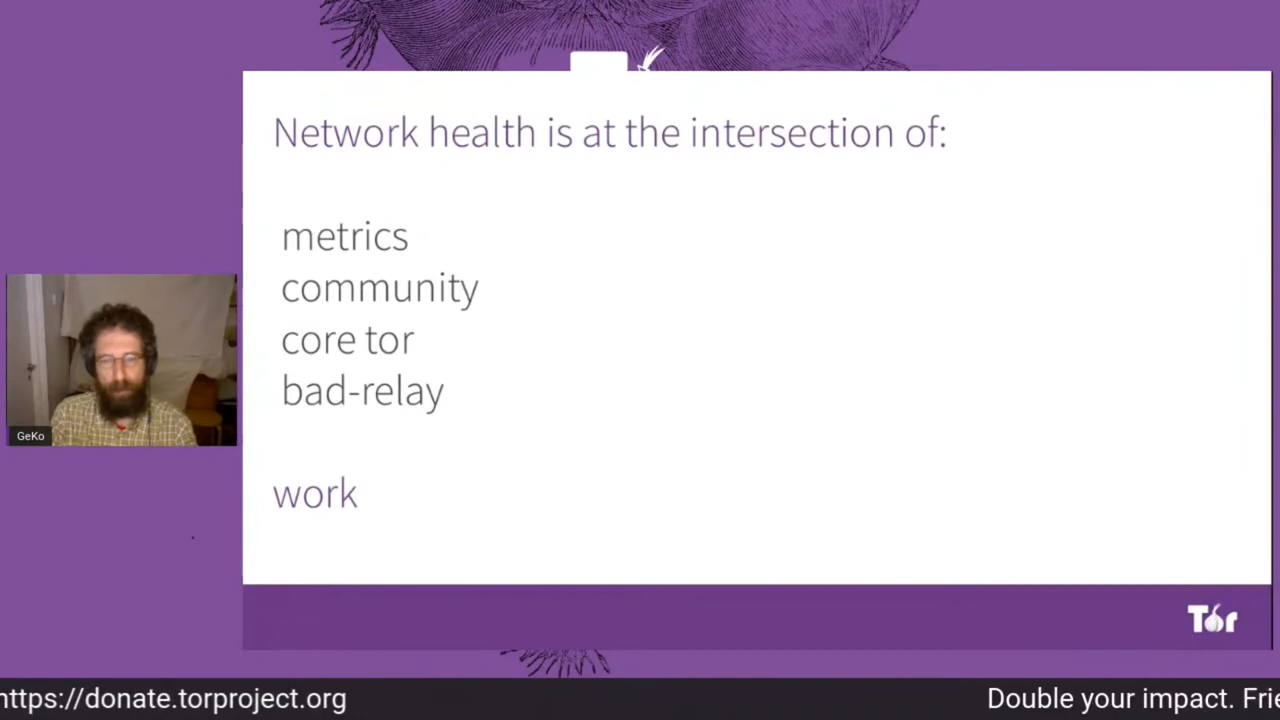 Network health is at the intersection of:
metrics
community
core tor
bad-relay
work
GeKo
Tor
https://donate.torproject.org
Double your impact.